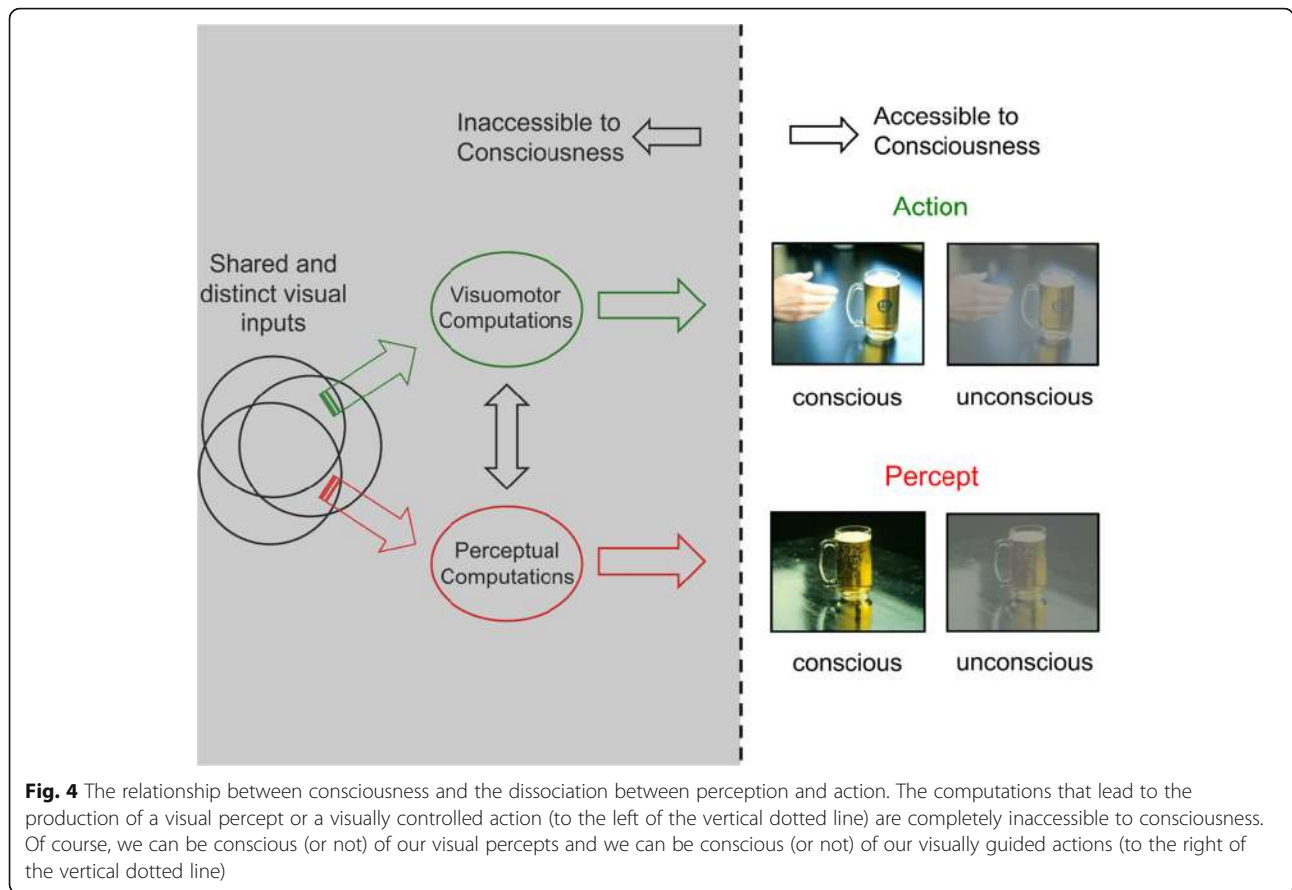 Inaccessible to
Consciousness
Accessible to
Consciousness
Action
Shared and
distinct visual
inputs
Visuomotor
Computations
conscious
unconscious
Percept
Perceptual
Computations
conscious
unconscious
Fig. 4 The relationship between consciousness and the dissociation between perception and action. The computations that lead to the
production of a visual percept or a visually controlled action (to the left of the vertical dotted line) are completely inaccessible to consciousness.
Of course, we can be conscious (or not) of our visual percepts and we can be conscious (or not) of our visually guided actions (to the right of
the vertical dotted line)